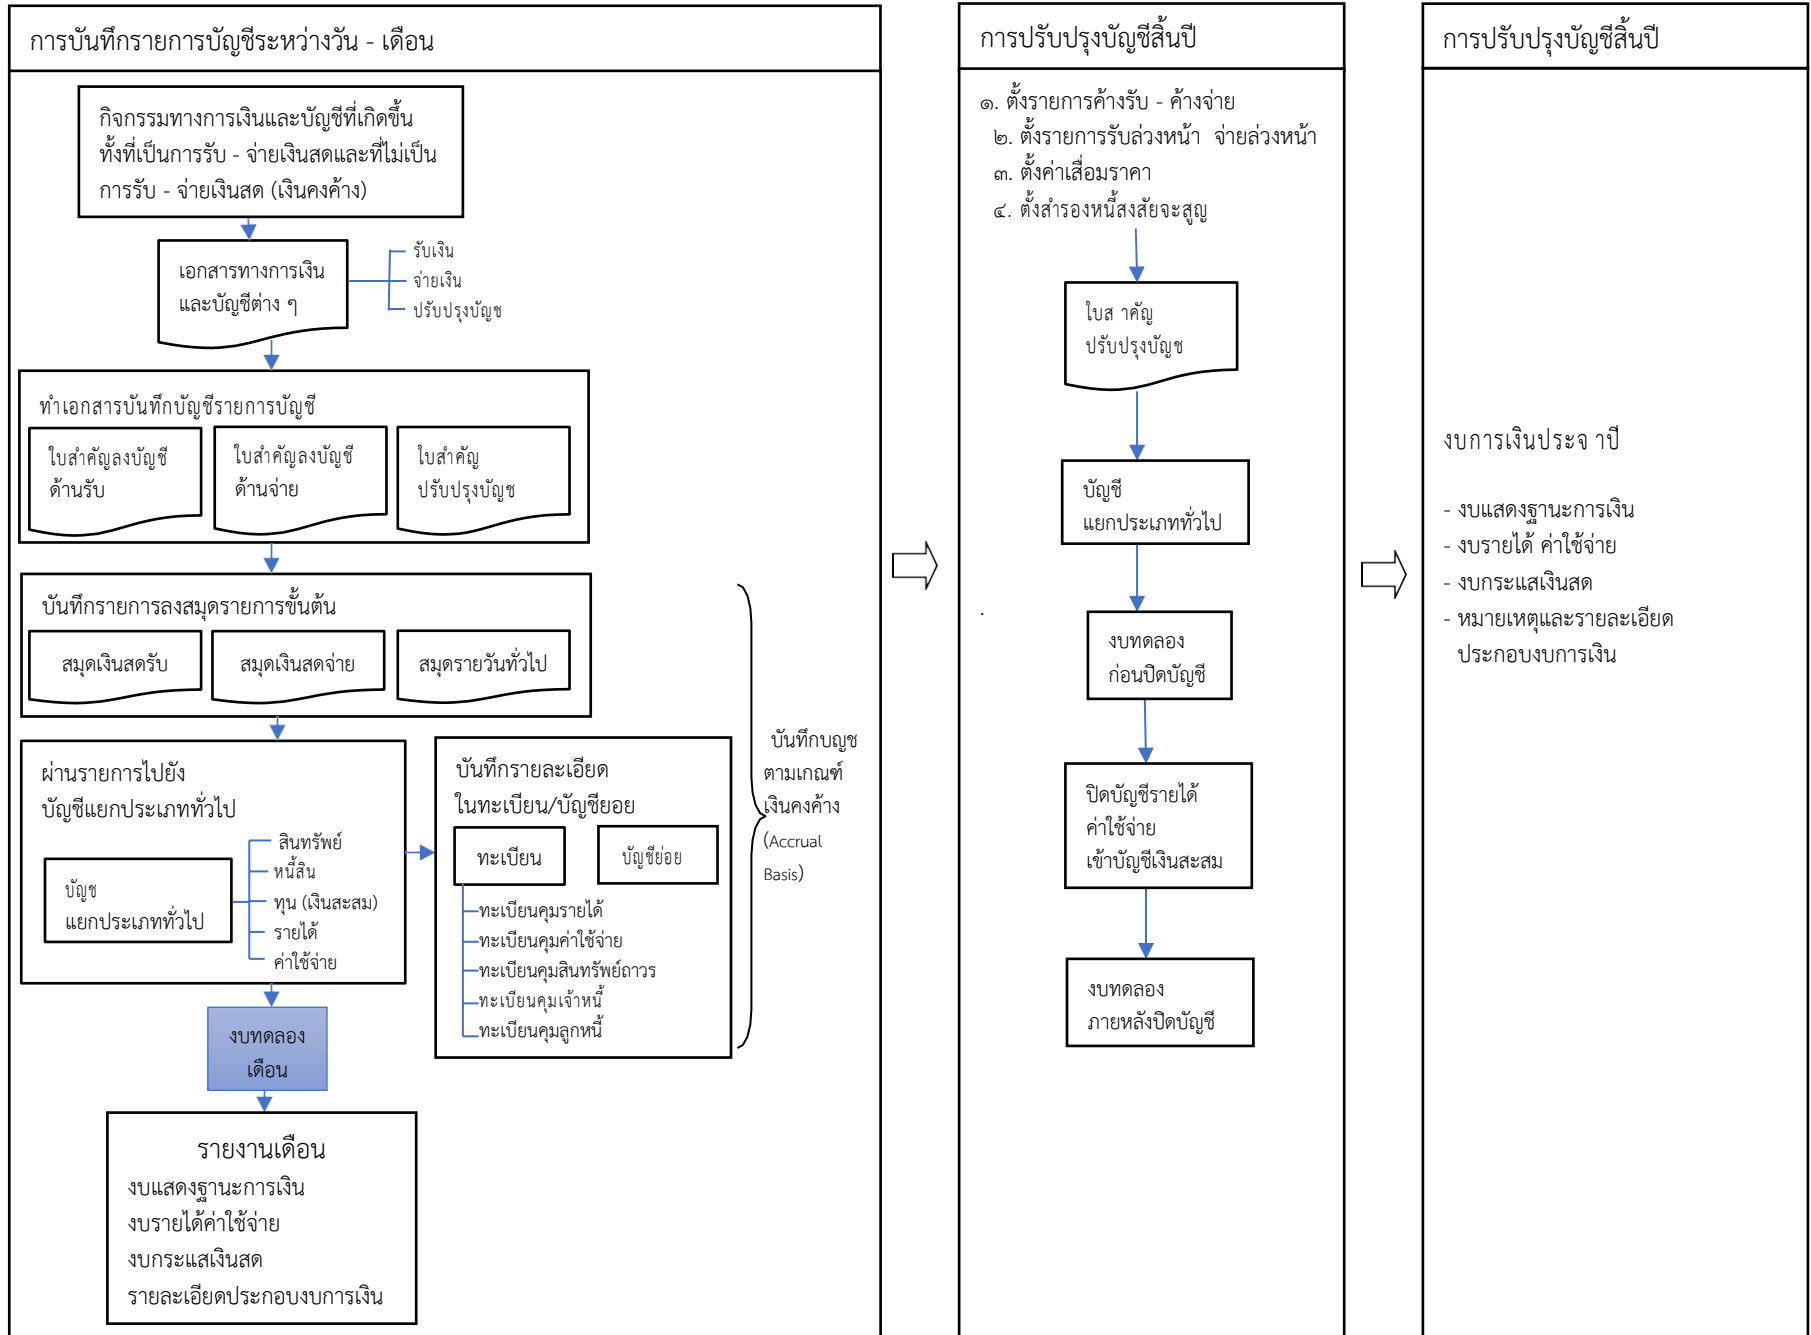 การบันทึกรายการบัญชีระหว่างวัน - เดือน
กิจกรรมทางการเงินและบัญชีที่เกิดขึ้น
ทั้งที่เป็นการรับ - จ่ายเงินสดและที่ไม่เป็น
การรับ - จ่ายเงินสด (เงินคงค้าง)
เอกสารทางการเงิน
และบัญชีต่าง ๆ
รับเงิน
จ่ายเงิน
ปรับปรุงบัญช
ทำเอกสารบันทึกบัญชีรายการบัญชี
ใบสำคัญลงบัญชี
ด้านรับ
ใบสำคัญลงบัญชี
ด้านจ่าย
ใบสำคัญ
ปรับปรุงบัญช
บันทึกรายการลงสมุดรายการขั้นต้น
สมุดเงินสดรับ
สมุดเงินสดจ่าย
สมุดรายวันทั่วไป
ผ่านรายการไปยัง
บัญชีแยกประเภททั่วไป
บัญช
แยกประเภททั่วไป
สินทรัพย์
หนี้สิน
ทุน (เงินสะสม)
รายได้
ค่าใช้จ่าย
บันทึกรายละเอียด
ในทะเบียน/บัญชียอย
ทะเบียน
บัญชีย่อย
ทะเบียนคุมรายได้
ทะเบียนคุมค่าใช้จ่าย
ทะเบียนคุมสินทรัพย์ถาวร
ทะเบียนคุมเจ้าหนี้
ทะเบียนคุมลูกหนี้
บันทึกบญช
ตามเกณฑ์
เงินคงค้าง
(Accrual
Basis)
งบทดลอง
เดือน
รายงานเดือน
งบแสดงฐานะการเงิน
งบรายได้ค่าใช้จ่าย
งบกระแสเงินสด
รายละเอียดประกอบงบการเงิน
การปรับปรุงบัญชีสิ้นปี
๑. ตั้งรายการค้างรับ - ค้างจ่าย
๒. ตั้งรายการรับล่วงหน้า จ่ายล่วงหน้า
๓. ตั้งค่าเสื่อมราคา
๔. ตั้งสำรองหนี้สงสัยจะสูญ
ใบส าคัญ
ปรับปรุงบัญช
บัญชี
แยกประเภททั่วไป
.
งบทดลอง
ก่อนปิดบัญชี
ปิดบัญชีรายได้
ค่าใช้จ่าย
เข้าบัญชีเงินสะสม
งบทดลอง
ภายหลังปิดบัญชี
การปรับปรุงบัญชีสิ้นปี
งบการเงินประจ าปี
- งบแสดงฐานะการเงิน
- งบรายได้ ค่าใช้จ่าย
- งบกระแสเงินสด
- หมายเหตุและรายละเอียด
ประกอบงบการเงิน